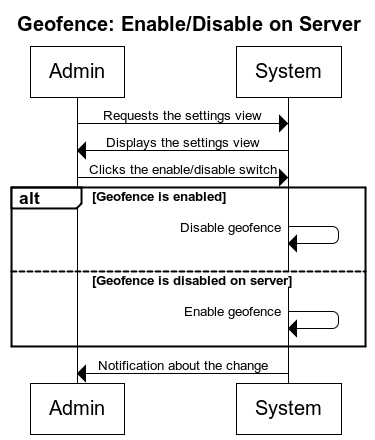 Geofence: Enable/Disable on Server
Admin
System
Requests the settings view
Displays the settings view
Clicks the enable/disable switch
alt
[Geofence is enabled]
Disable geofence
[Geofence is disabled on server]
Enable geofence
Notification about the change
Admin
System